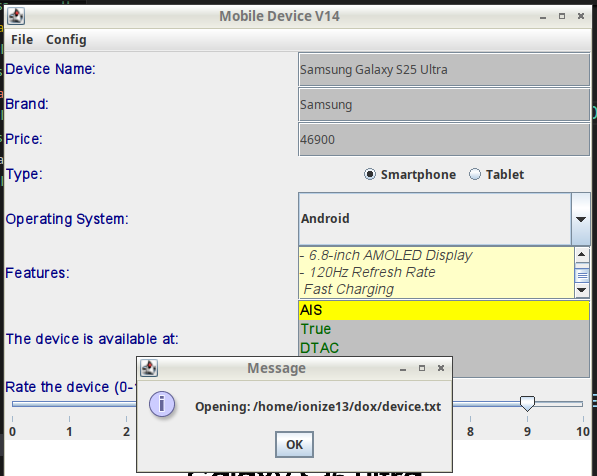 Mobile Device V14
File Config
Device Name: Samsung Galaxy S25 Ultra
Brand: Samsung
Price: 46900
Type: Smartphone Tablet
Operating System: Android
Features:
- 6.8-inch AMOLED Display
- 120Hz Refresh Rate
Fast Charging
The device is available at:
AIS
True
DTAC
Rate the device (0-
Message
Opening: /home/ionize13/dox/device.txt
OK
0 1 2 9 10
Galaxy S25 Ultra